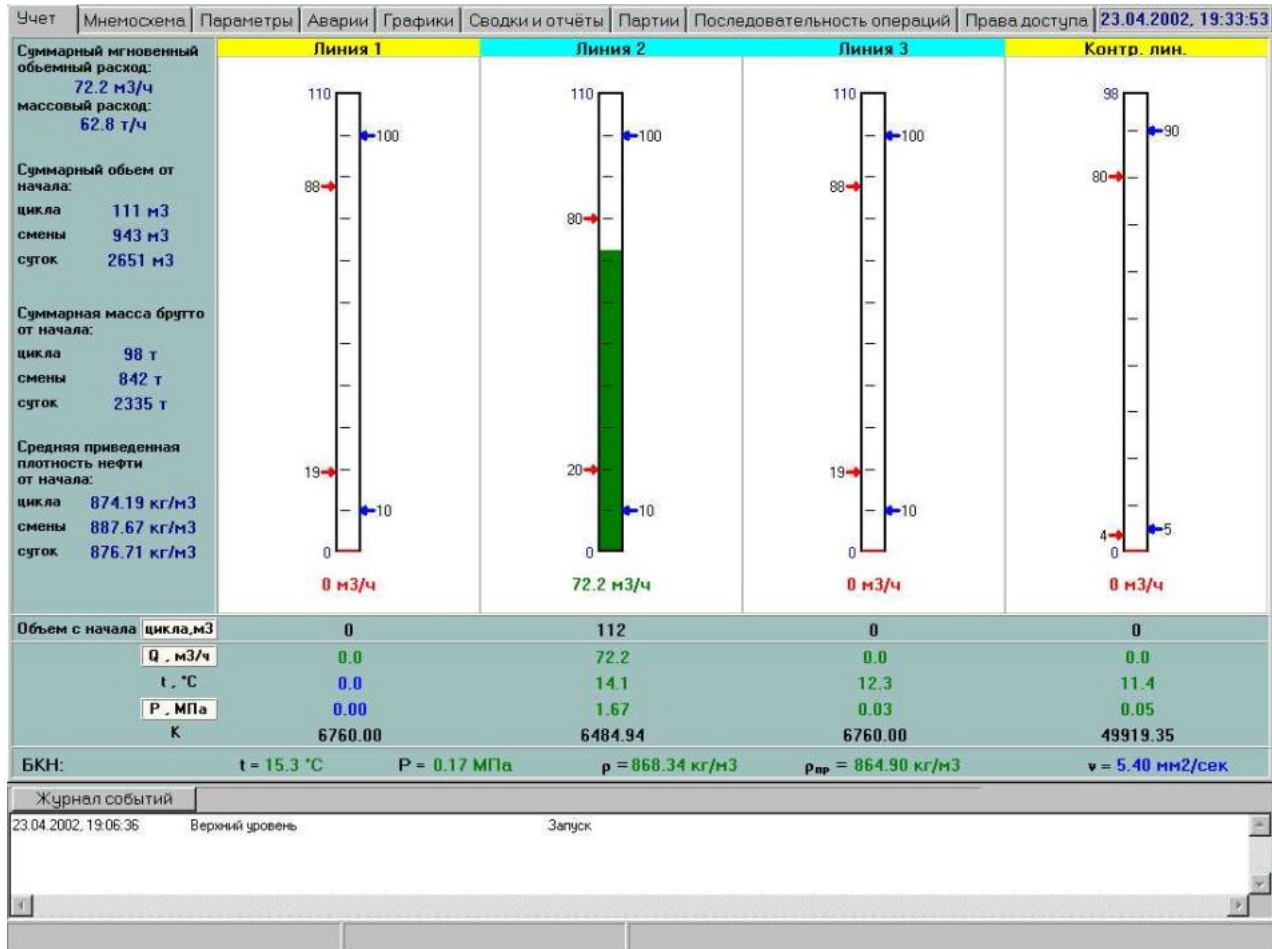 Учет Мнемосхема Параметры Аварии Графики Сводки и отчёты Партии Последовательность операций Права доступа 23.04.2002, 19:33:53
Суммарный мгновенный
обьемный расход:
72.2 м3/ч
массовый расход:
62.8 т/ч
Суммарный обьем от
начала:
цикла 111 м3
смены 943 м3
суток 2651 м3
Суммарная масса брутто
от начала:
цикла 98 т
смены 842 т
суток 2335 т
Средняя приведенная
плотность нефти
от начала:
цикла 874.19 кг/м3
смены 887.67 кг/м3
суток 876.71 кг/м3
Линия 1
110
100
88
19
10
0
0 м3/ч
Линия 2
110
100
80
20
10
0
72.2 м3/ч
Линия 3
110
100
88
19
10
0
0 м3/ч
Контр. лин.
98
90
80
5
4
0
0 м3/ч
Объем с начала цикла,м3 0 112 0 0
Q , м3/ч 0.0 72.2 0.0 0.0
t , °C 0.0 14.1 12.3 11.4
P , МПа 0.00 1.67 0.03 0.05
К 6760.00 6484.94 6760.00 49919.35
БКН: t = 15.3 °C P = 0.17 МПа ρ = 868.34 кг/м3 ρпр = 864.90 кг/м3 ν = 5.40 мм2/сек
Журнал событий
23.04.2002, 19:06:36 Верхний уровень Запуск